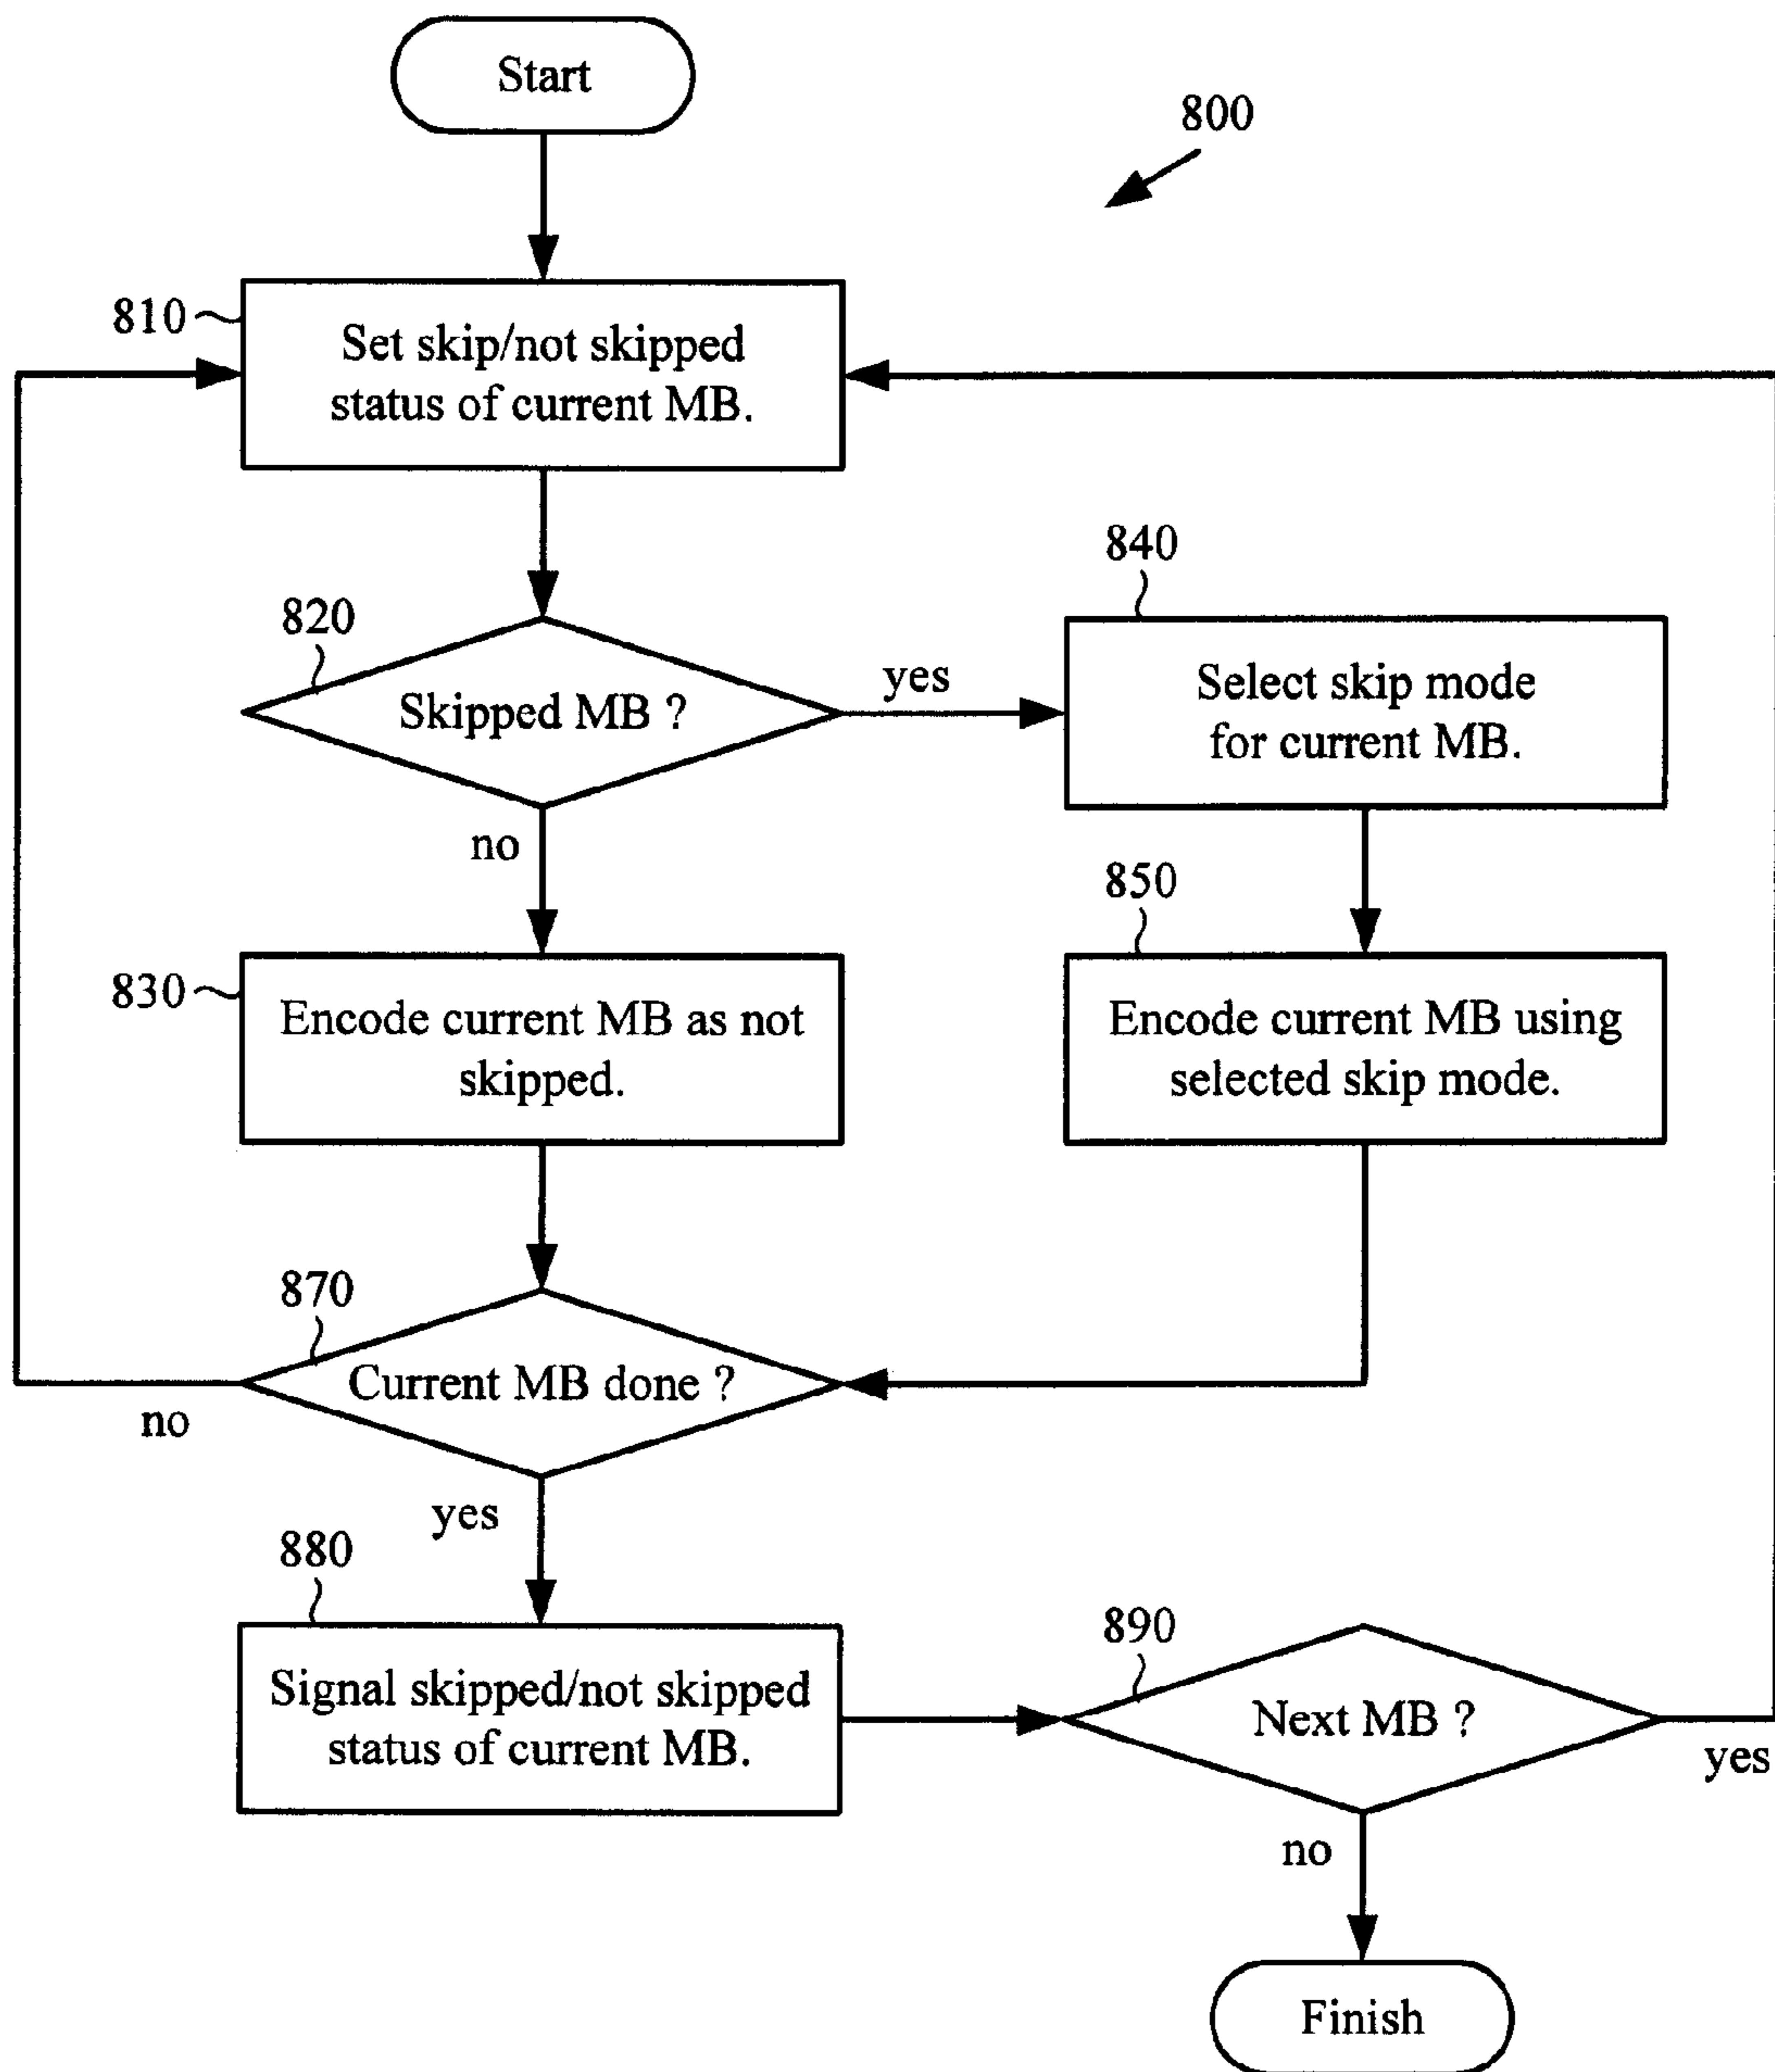 Start
800
810
Set skip/not skipped
status of current MB.
820
Skipped MB ?
yes
no
840
Select skip mode
for current MB.
830
Encode current MB as not
skipped.
850
Encode current MB using
selected skip mode.
870
Current MB done ?
no
yes
880
Signal skipped/not skipped
status of current MB.
890
Next MB ?
yes
no
Finish